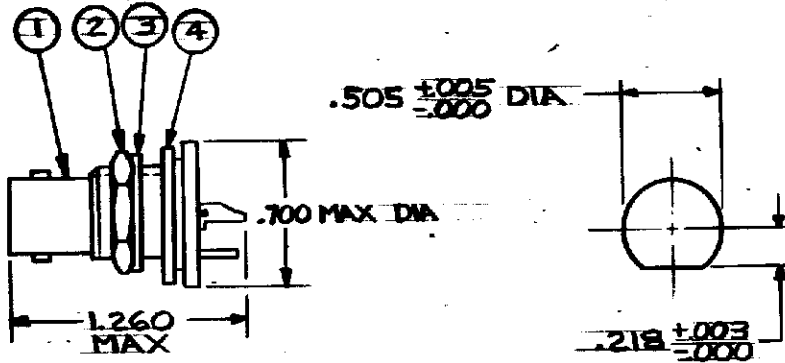 1 2 3 4
.505 +.005 -.000 DIA
.700 MAX DIA
1.260
MAX
.218 +.003 -.000